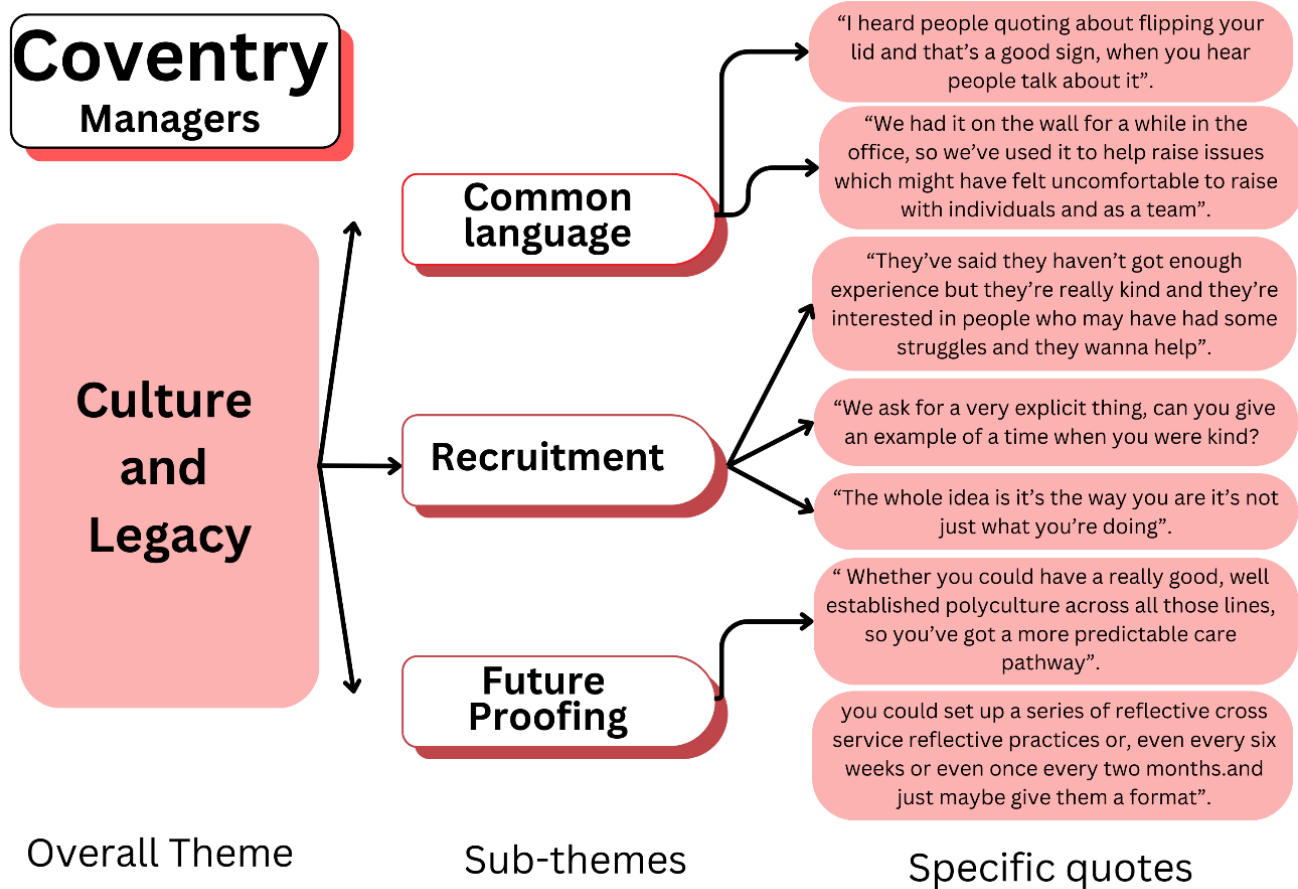 Coventry
Managers
Culture
and
Legacy
Overall Theme
Common
language
Recruitment
Future
Proofing
Sub-themes
“I heard people quoting about flipping your
lid and that’s a good sign, when you hear
people talk about it”.
“We had it on the wall for a while in the
office, so we’ve used it to help raise issues
which might have felt uncomfortable to raise
with individuals and as a team”.
“They’ve said they haven’t got enough
experience but they’re really kind and they’re
interested in people who may have had some
struggles and they wanna help”.
“We ask for a very explicit thing, can you give
an example of a time when you were kind?
“The whole idea is it’s the way you are it’s not
just what you’re doing”.
“ Whether you could have a really good, well
established polyculture across all those lines,
so you’ve got a more predictable care
pathway”.
you could set up a series of reflective cross
service reflective practices or, even every six
weeks or even once every two months.and
just maybe give them a format”.
Specific quotes